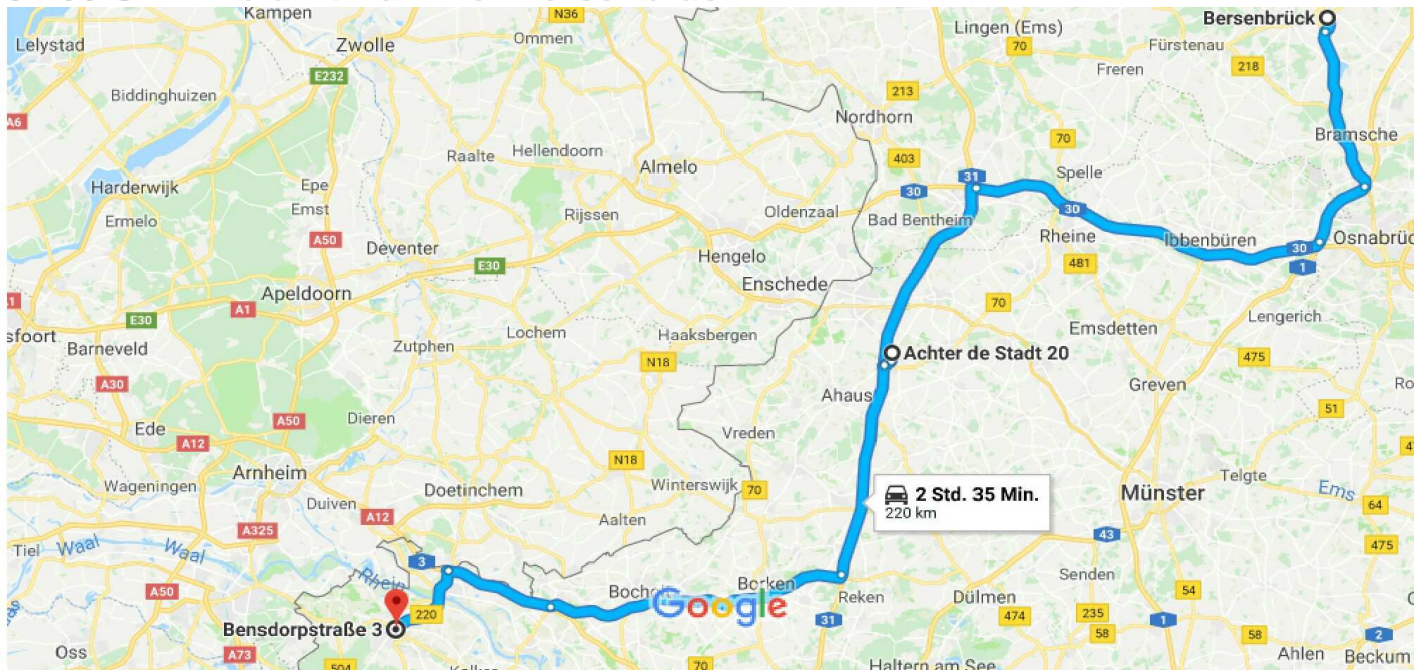 Kampen
N36
Ommen
Lingen (Ems)
Bersenbrück
Lelystad
Zwolle
70
Fürstenau
218
Freren
E232
Biddinghuizen
213
A6
Nordhorn
Bramsche
Raalte
Hellendoorn
Almelo
403
70
Spelle
31
30
Harderwijk
Epe
Emst
Ermelo
Rijssen
Oldenzaal
Bad Bentheim
30
Rheine
Ibbenbüren
30
Osnabrüc
A50
Deventer
Hengelo
481
1
E30
Enschede
Apeldoorn
A1
E30
70
Lengerich
sfoort
Barneveld
Lochem
Haaksbergen
Emsdetten
Zutphen
N18
Achter de Stadt 20
475
A30
Ahaus
Greven
A50
Dieren
51
Ede
A12
Vreden
Arnheim
N18
Telgte
Wageningen
Doetinchem
Winterswijk
70
2 Std. 35 Min.
220 km
Münster
Ems
Duiven
A12
64
A325
Aalten
43
475
Tiel
Waal
Waal
3
Rhein
Borken
Senden
A50
Google
Reken
Dülmen
54
220
31
474
235
1
Bensdorpstraße 3
58
58
2
Oss
A73
504
70
Haltern am See
Ahlen
Beckum